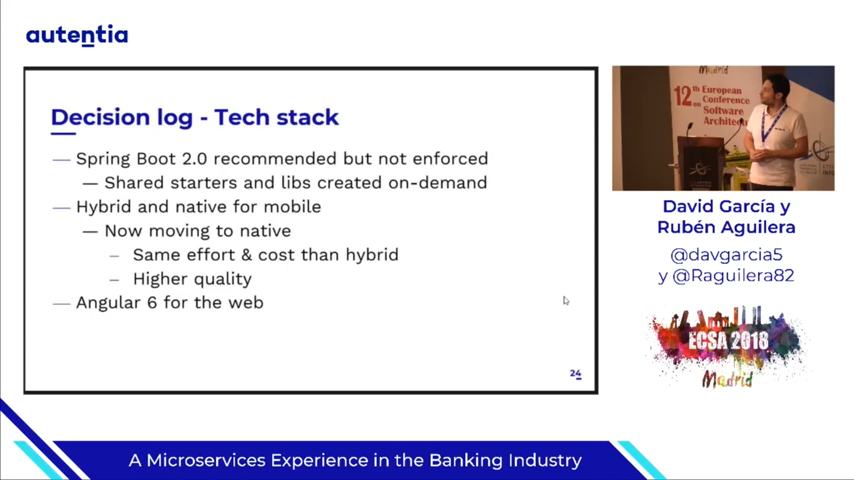 autentia
Decision log - Tech stack
— Spring Boot 2.0 recommended but not enforced
— Shared starters and libs created on-demand
— Hybrid and native for mobile
— Now moving to native
– Same effort & cost than hybrid
– Higher quality
— Angular 6 for the web
24
Madrid
12th European
on Conference
Software
Architec
David García y
Rubén Aguilera
@davgarcia5
y @Raguilera82
ECSA 2018
Madrid
A Microservices Experience in the Banking Industry